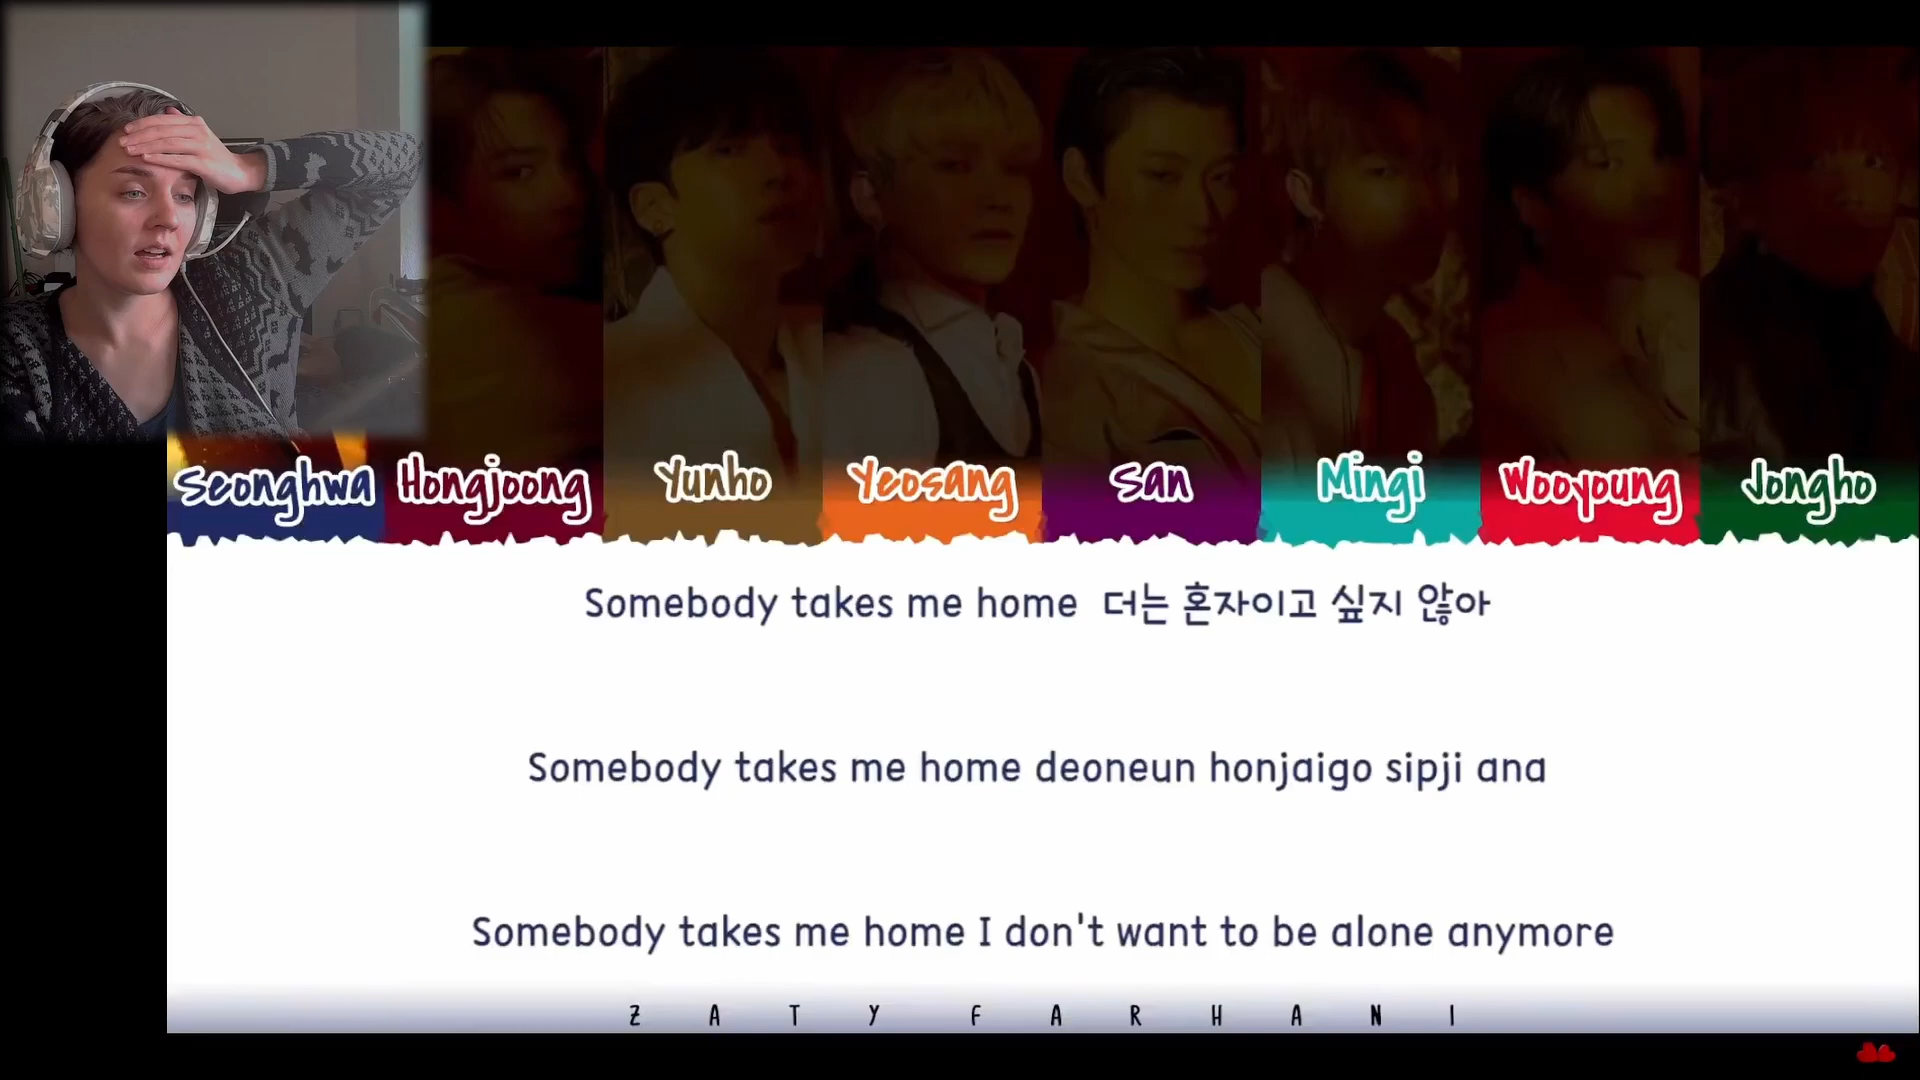 Seonghwa Hongjoong Yunho Yeosang San Mingi Wooyoung Jongho
Somebody takes me home 더는 혼자이고 싶지 않아
Somebody takes me home deoneun honjaigo sipji ana
Somebody takes me home I don't want to be alone anymore
ZATY FARHANI